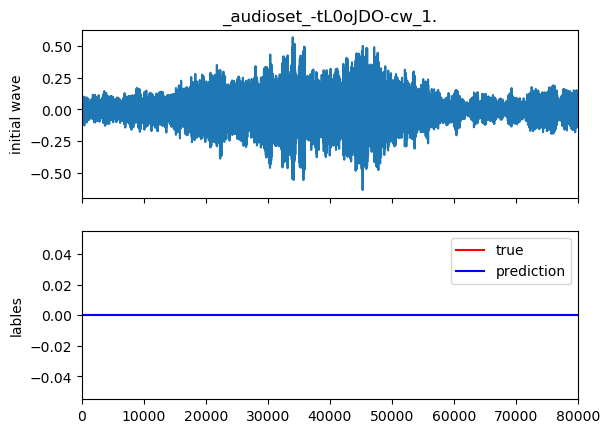 _audioset_-tL0oJDO-cw_1.
initial wave
0.50
0.25
0.00
−0.25
−0.50
lables
0.04
0.02
0.00
−0.02
−0.04
true
prediction
0 10000 20000 30000 40000 50000 60000 70000 80000